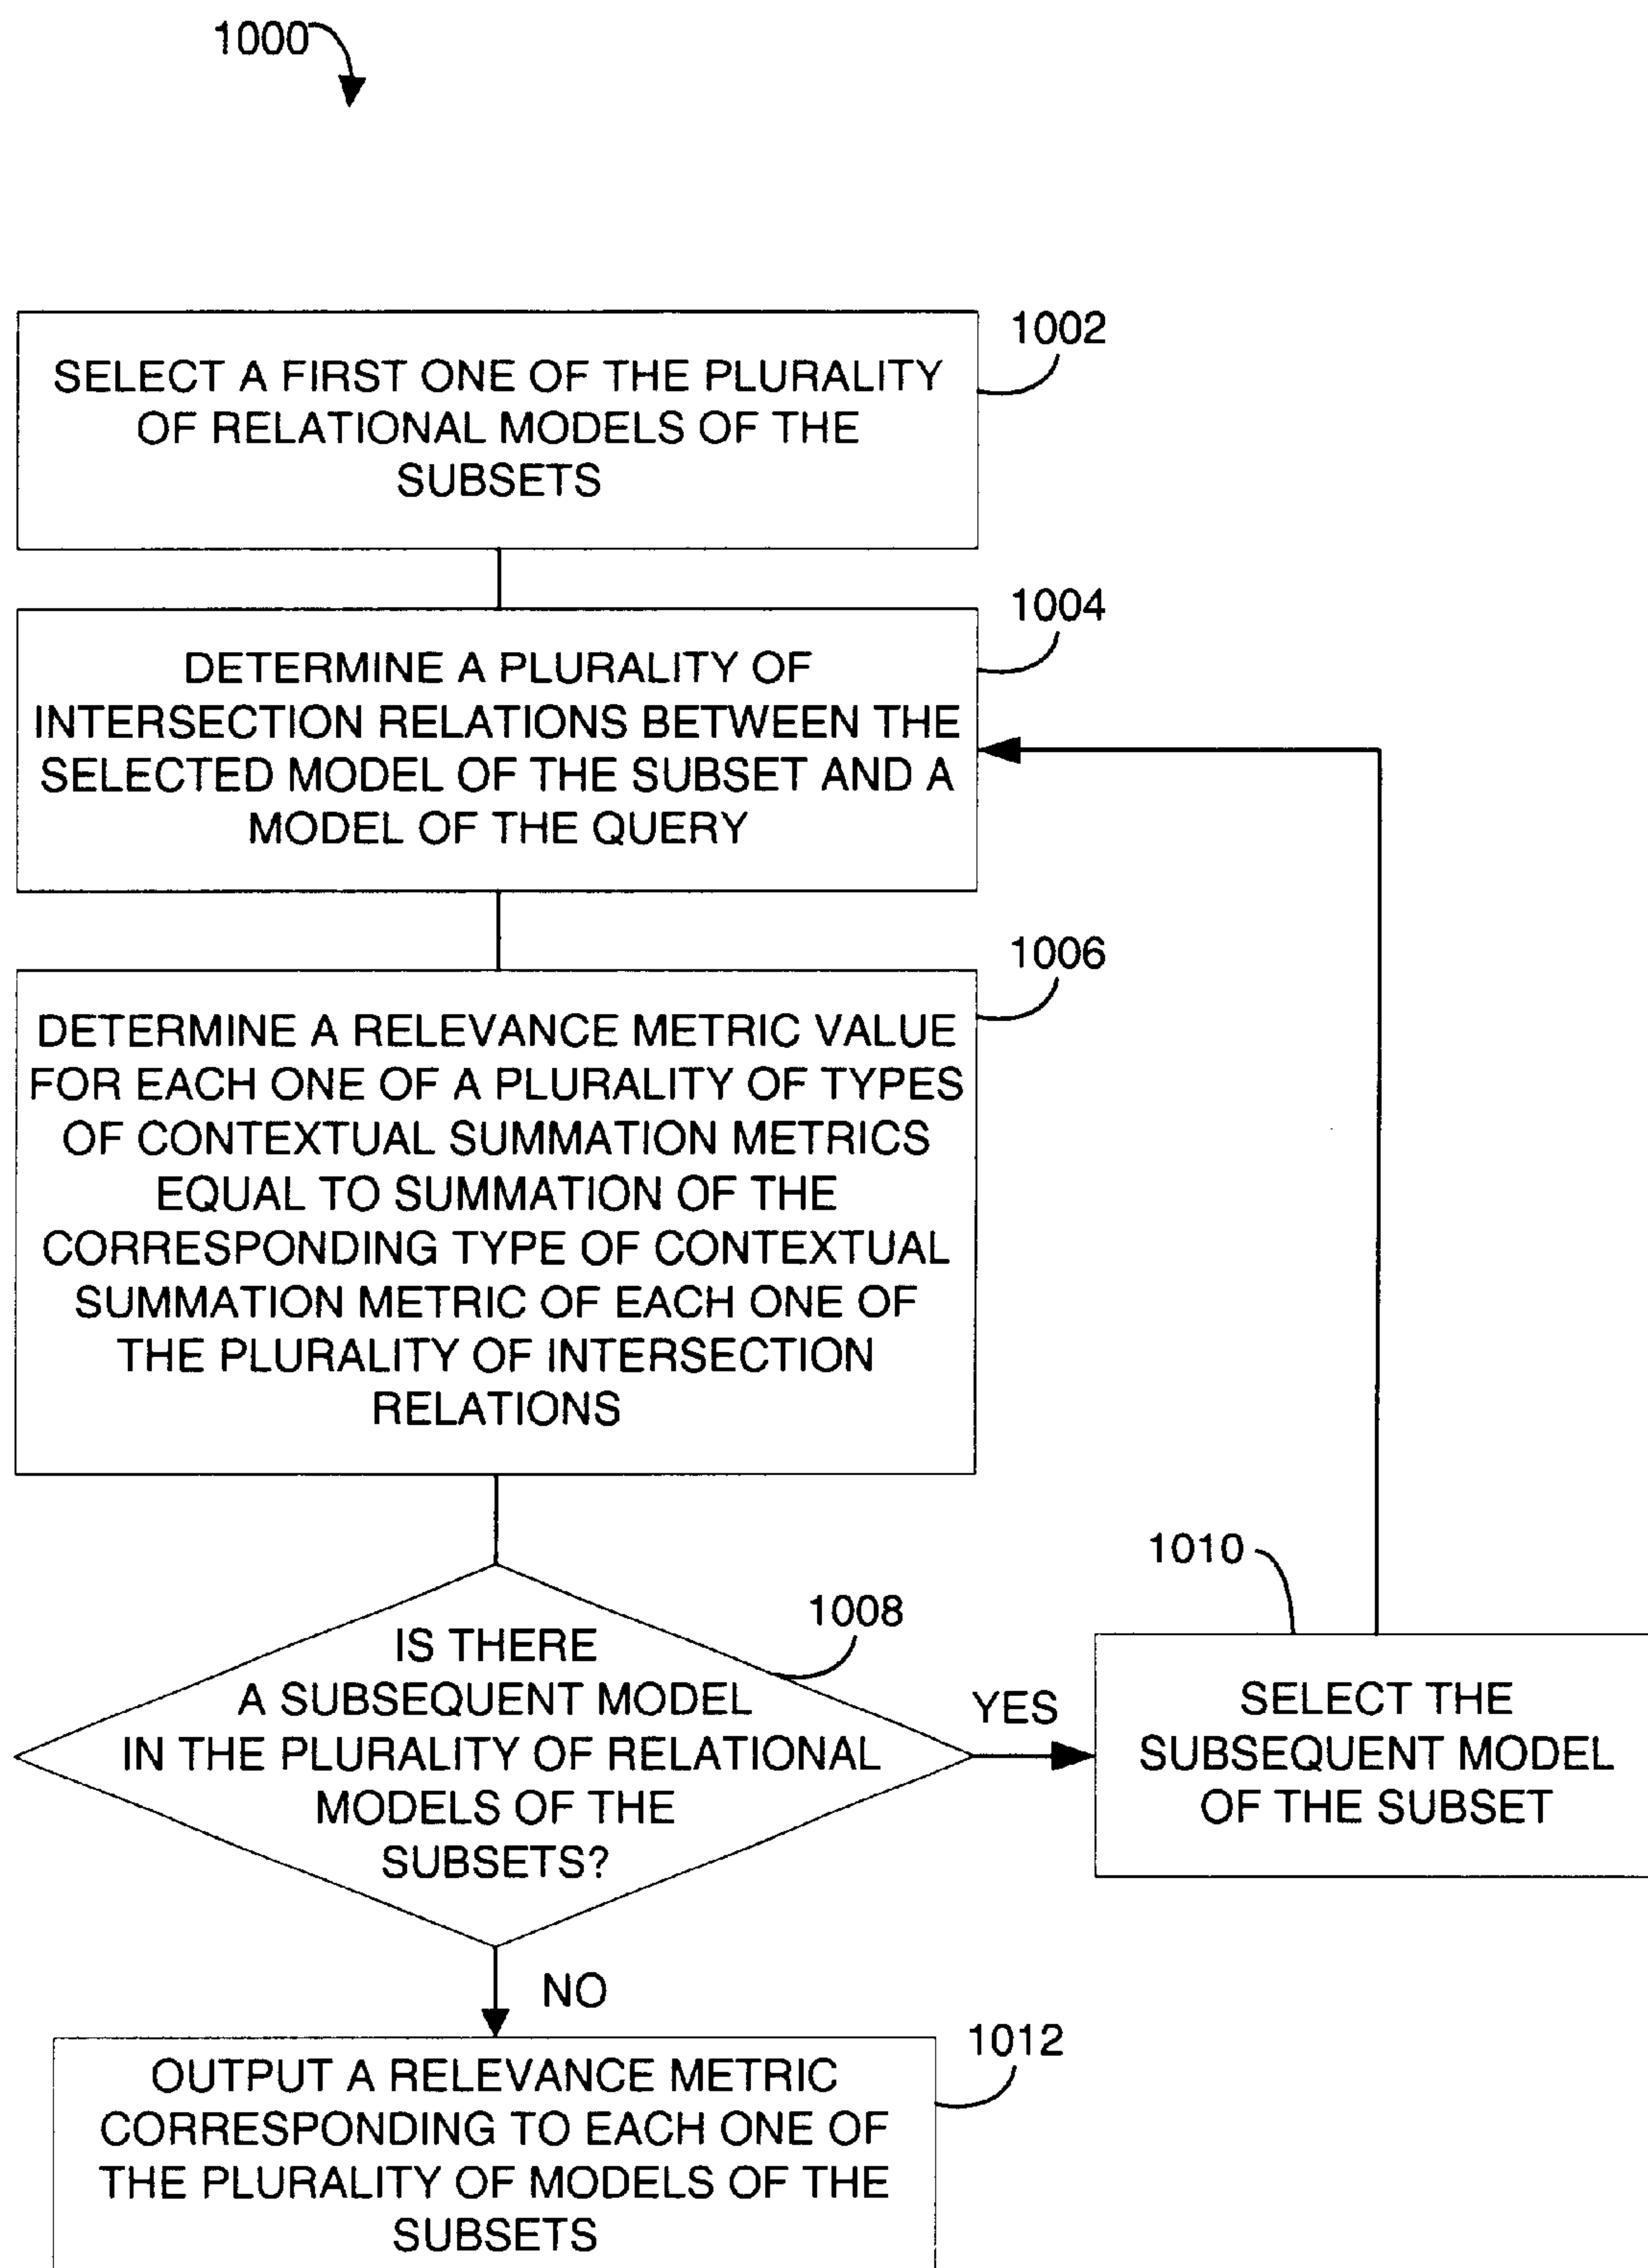 1000
1002
SELECT A FIRST ONE OF THE PLURALITY
OF RELATIONAL MODELS OF THE
SUBSETS
1004
DETERMINE A PLURALITY OF
INTERSECTION RELATIONS BETWEEN THE
SELECTED MODEL OF THE SUBSET AND A
MODEL OF THE QUERY
1006
DETERMINE A RELEVANCE METRIC VALUE
FOR EACH ONE OF A PLURALITY OF TYPES
OF CONTEXTUAL SUMMATION METRICS
EQUAL TO SUMMATION OF THE
CORRESPONDING TYPE OF CONTEXTUAL
SUMMATION METRIC OF EACH ONE OF
THE PLURALITY OF INTERSECTION
RELATIONS
1008
IS THERE
A SUBSEQUENT MODEL
IN THE PLURALITY OF RELATIONAL
MODELS OF THE
SUBSETS?
YES
1010
SELECT THE
SUBSEQUENT MODEL
OF THE SUBSET
NO
1012
OUTPUT A RELEVANCE METRIC
CORRESPONDING TO EACH ONE OF
THE PLURALITY OF MODELS OF THE
SUBSETS